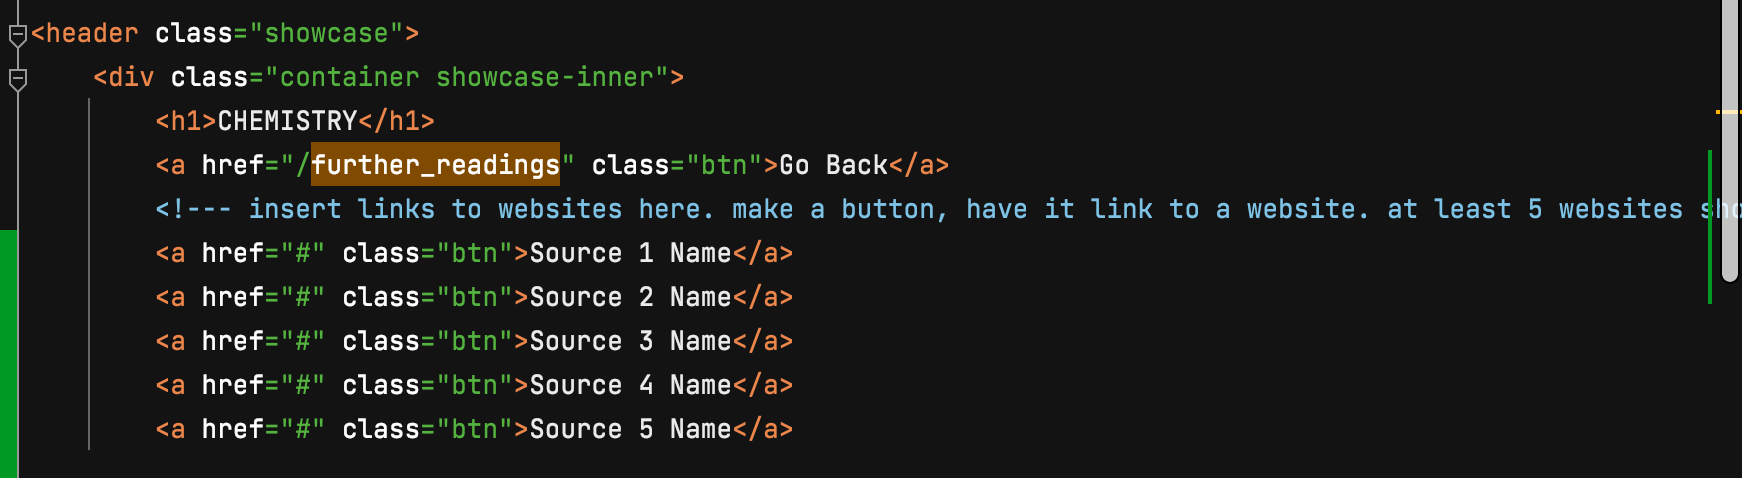 <header class="showcase">
<div class="container showcase-inner">
<h1>CHEMISTRY</h1>
<a href="/further_readings" class="btn">Go Back</a>
<!--- insert links to websites here. make a button, have it link to a website. at least 5 websites
<a href="#" class="btn">Source 1 Name</a>
<a href="#" class="btn">Source 2 Name</a>
<a href="#" class="btn">Source 3 Name</a>
<a href="#" class="btn">Source 4 Name</a>
<a href="#" class="btn">Source 5 Name</a>